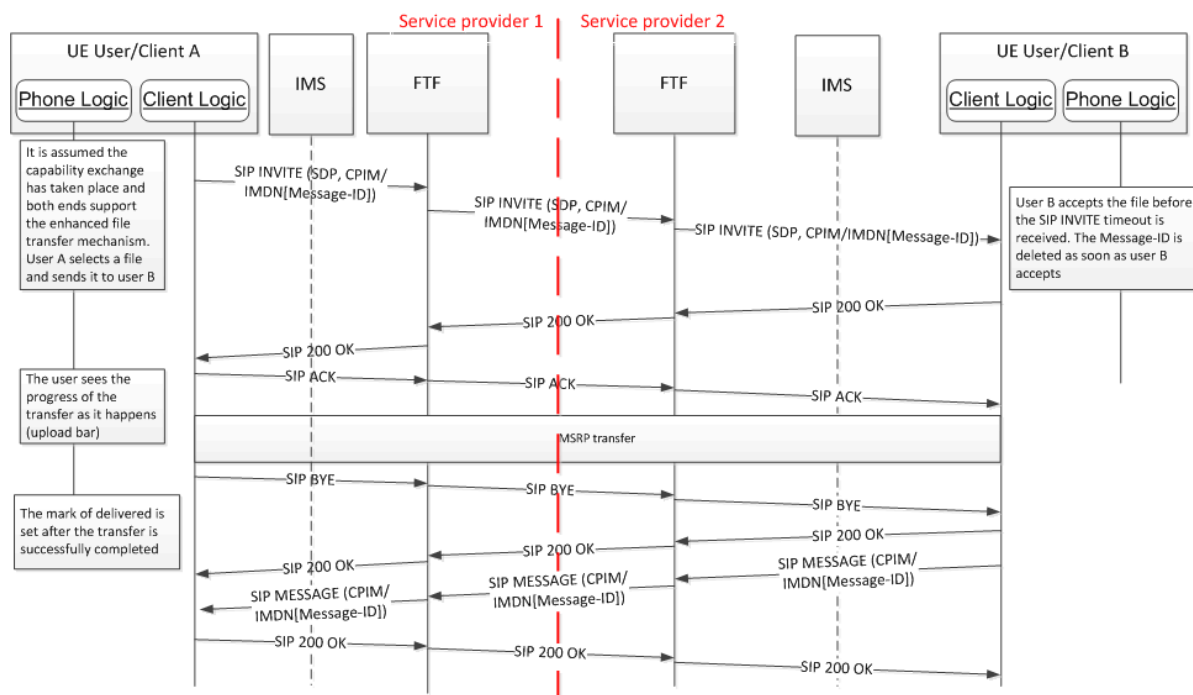 Service provider 1
Service provider 2
UE User/Client A
Phone Logic
Client Logic
IMS
FTF
FTF
IMS
UE User/Client B
Client Logic
Phone Logic
It is assumed the
capability exchange
has taken place and
both ends support
the enhanced file
transfer mechanism.
User A selects a file
and sends it to user B
SIP INVITE (SDP, CPIM/
IMDN[Message-ID])
SIP INVITE (SDP, CPIM/
IMDN[Message-ID])
SIP INVITE (SDP, CPIM/IMDN[Message-ID])
User B accepts the file before
the SIP INVITE timeout is
received. The Message-ID is
deleted as soon as user B
accepts
SIP 200 OK
SIP 200 OK
SIP 200 OK
The user sees the
progress of the
transfer as it happens
(upload bar)
SIP ACK
SIP ACK
SIP ACK
MSRP transfer
SIP BYE
SIP BYE
SIP BYE
The mark of delivered is
set after the transfer is
successfully completed
SIP 200 OK
SIP 200 OK
SIP 200 OK
SIP MESSAGE (CPIM/
IMDN[Message-ID])
SIP MESSAGE (CPIM/
IMDN[Message-ID])
SIP MESSAGE (CPIM/
IMDN[Message-ID])
SIP 200 OK
SIP 200 OK
SIP 200 OK